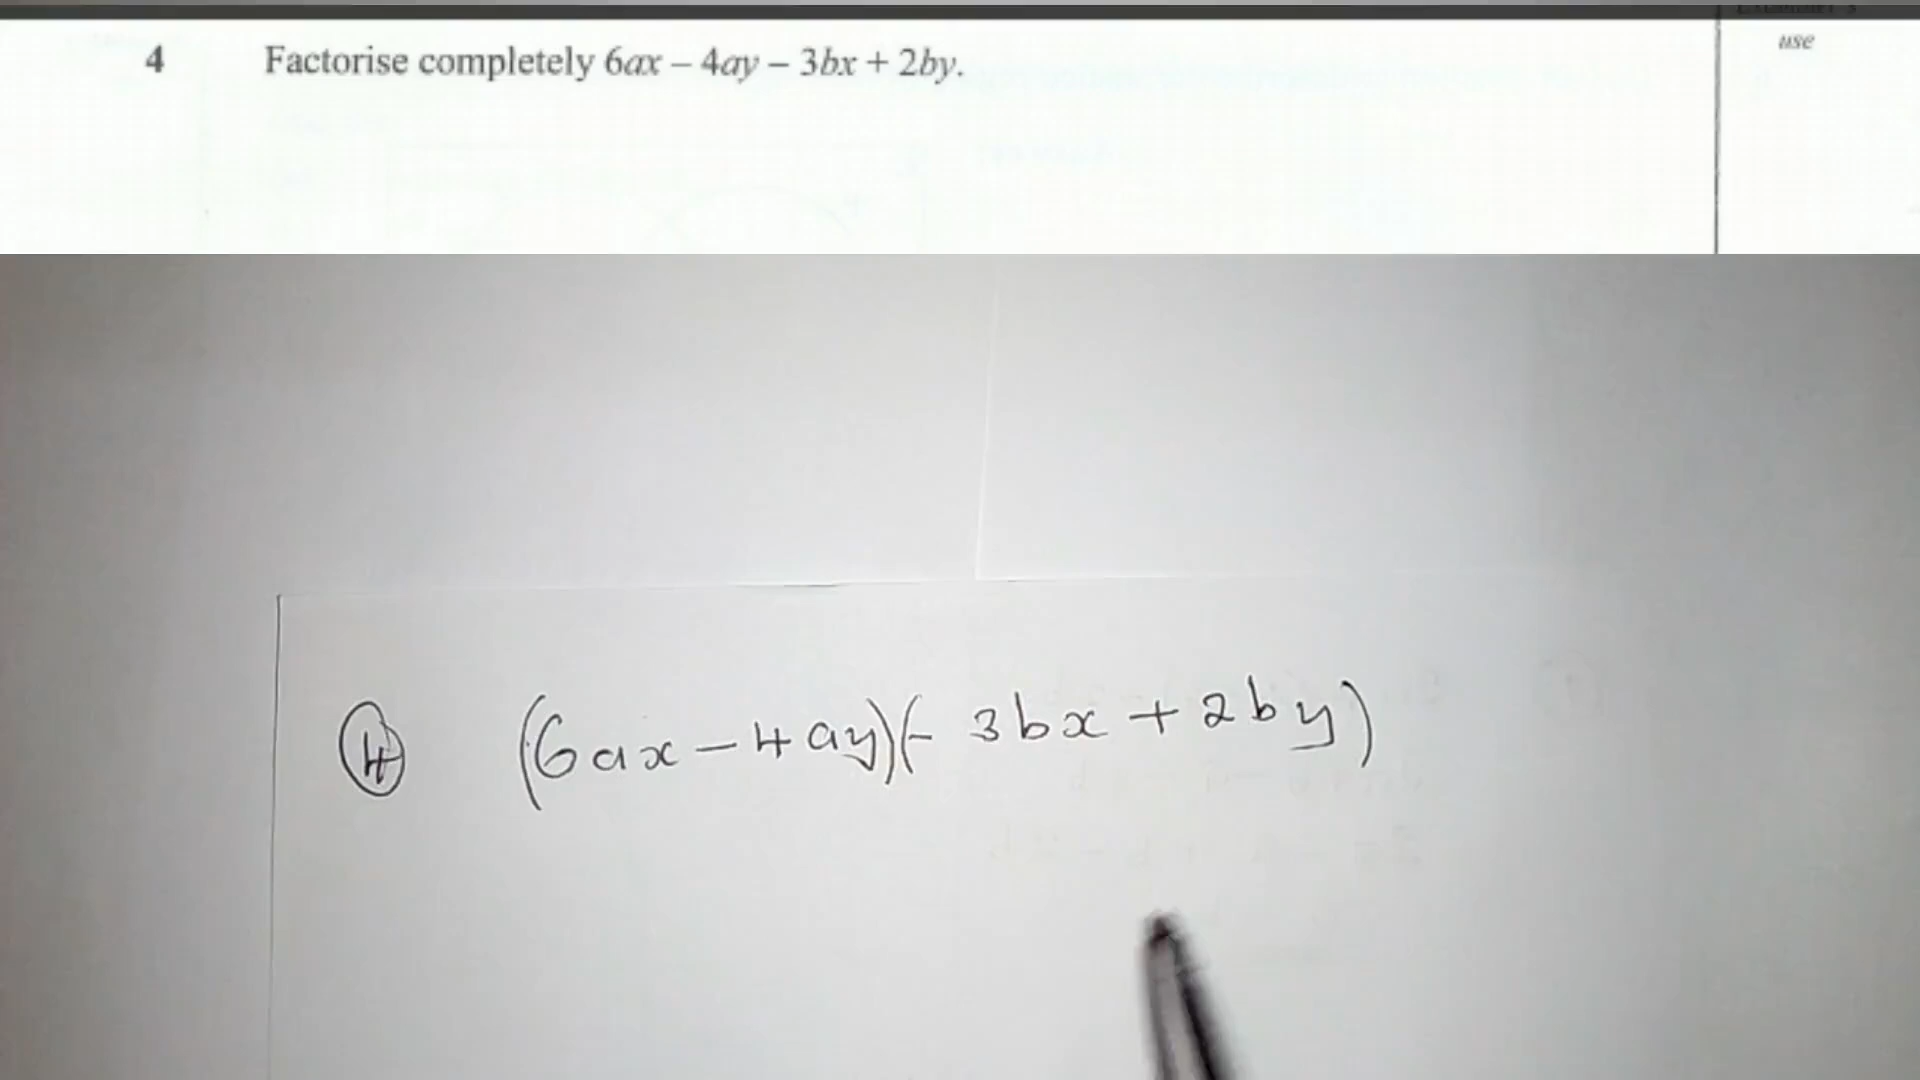 use
4 Factorise completely 6ax – 4ay – 3bx + 2by.
4 (6ax - 4ay)(- 3bx + 2by)